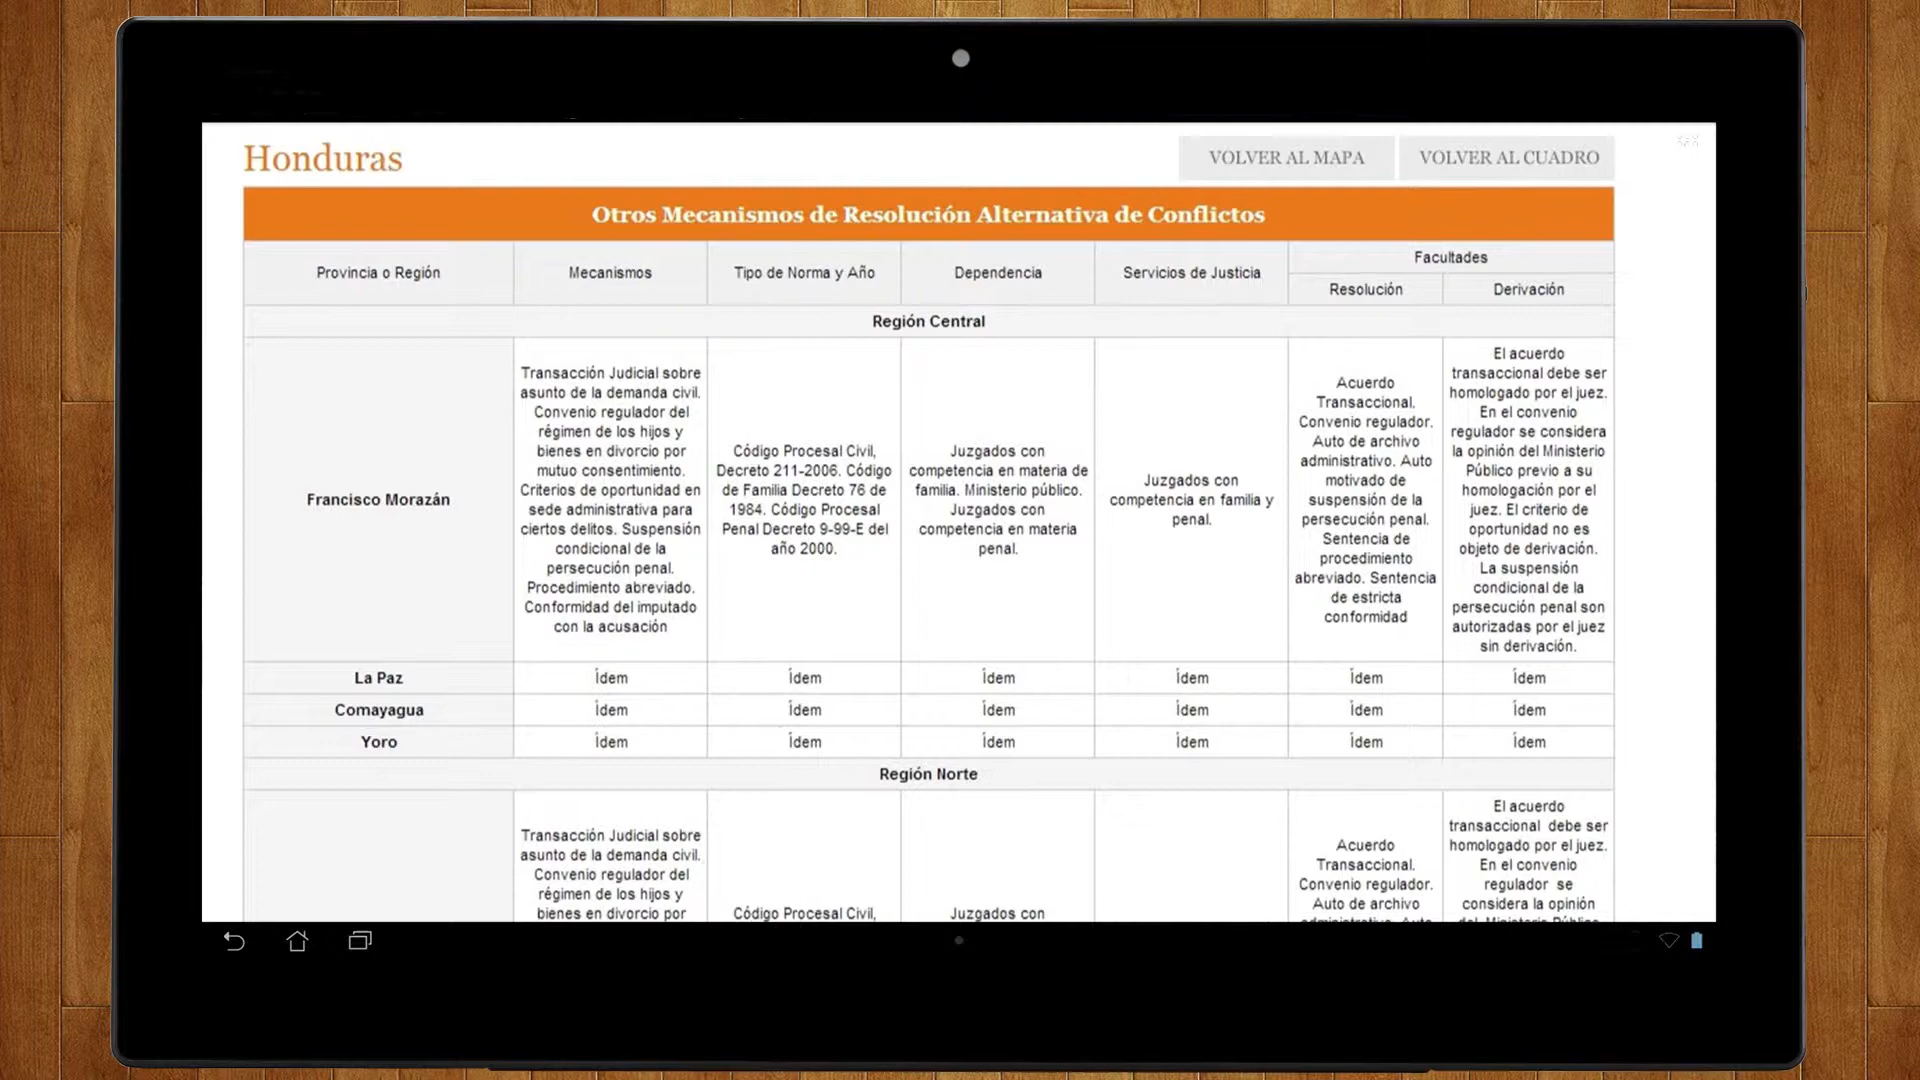 Honduras
VOLVER AL MAPA
VOLVER AL CUADRO
Otros Mecanismos de Resolución Alternativa de Conflictos
Provincia o Región
Mecanismos
Tipo de Norma y Año
Dependencia
Servicios de Justicia
Facultades
Resolución
Derivación
Región Central
Francisco Morazán
Transacción Judicial sobre
asunto de la demanda civil.
Convenio regulador del
régimen de los hijos y
bienes en divorcio por
mutuo consentimiento.
Criterios de oportunidad en
sede administrativa para
ciertos delitos. Suspensión
condicional de la
persecución penal.
Procedimiento abreviado.
Conformidad del imputado
con la acusación
Código Procesal Civil,
Decreto 211-2006. Código
de Familia Decreto 76 de
1984. Código Procesal
Penal Decreto 9-99-E del
año 2000.
Juzgados con
competencia en materia de
familia. Ministerio público.
Juzgados con
competencia en materia
penal.
Juzgados con
competencia en familia y
penal.
Acuerdo
Transaccional.
Convenio regulador.
Auto de archivo
administrativo. Auto
motivado de
suspensión de la
persecución penal.
Sentencia de
procedimiento
abreviado. Sentencia
de estricta
conformidad
El acuerdo
transaccional debe ser
homologado por el juez.
En el convenio
regulador se considera
la opinión del Ministerio
Público previo a su
homologación por el
juez. El criterio de
oportunidad no es
objeto de derivación.
La suspensión
condicional de la
persecución penal son
autorizadas por el juez
sin derivación.
La Paz Ídem Ídem Ídem Ídem Ídem Ídem
Comayagua Ídem Ídem Ídem Ídem Ídem Ídem
Yoro Ídem Ídem Ídem Ídem Ídem Ídem
Región Norte
Transacción Judicial sobre
asunto de la demanda civil.
Convenio regulador del
régimen de los hijos y
bienes en divorcio por
Código Procesal Civil,
Juzgados con
Acuerdo
Transaccional.
Convenio regulador.
Auto de archivo
administrativo. Auto
El acuerdo
transaccional debe ser
homologado por el juez.
En el convenio
regulador se
considera la opinión
del Ministerio Público